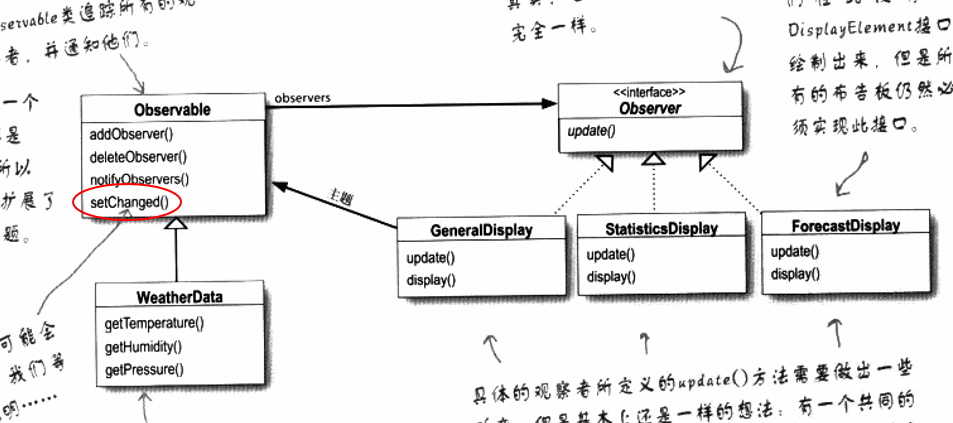 servable类追踪所有的观
者，并通知他们。
完全一样。
DisplayElement接口
绘制出来，但是所
有的布告板仍然必
须实现此接口。
一个
是
所以
扩展了
题。
Observable
addObserver()
deleteObserver()
notifyObservers()
setChanged()
observers
<<interface>>
Observer
update()
主题
GeneralDisplay
update()
display()
StatisticsDisplay
update()
display()
ForecastDisplay
update()
display()
WeatherData
getTemperature()
getHumidity()
getPressure()
可能会
我们等
明……
具体的观察者所定义的update()方法需要做出一些
但是基本上还是一样的想法：有一个共同的